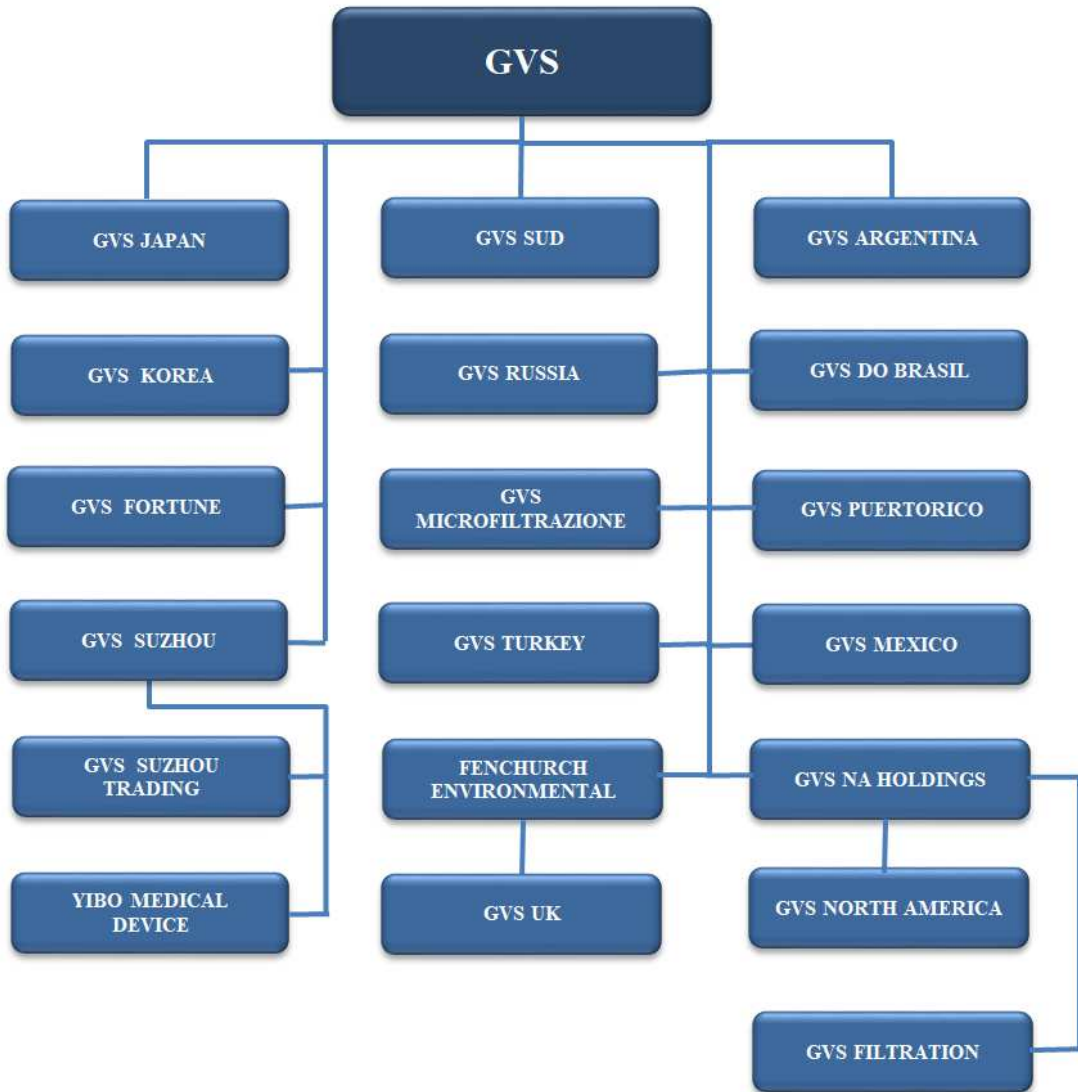 GVS
GVS JAPAN
GVS SUD
GVS ARGENTINA
GVS KOREA
GVS RUSSIA
GVS DO BRASIL
GVS FORTUNE
GVS
MICROFILTRAZIONE
GVS PUERTORICO
GVS SUZHOU
GVS TURKEY
GVS MEXICO
GVS SUZHOU
TRADING
FENCHURCH
ENVIRONMENTAL
GVS NA HOLDINGS
YIBO MEDICAL
DEVICE
GVS UK
GVS NORTH AMERICA
GVS FILTRATION